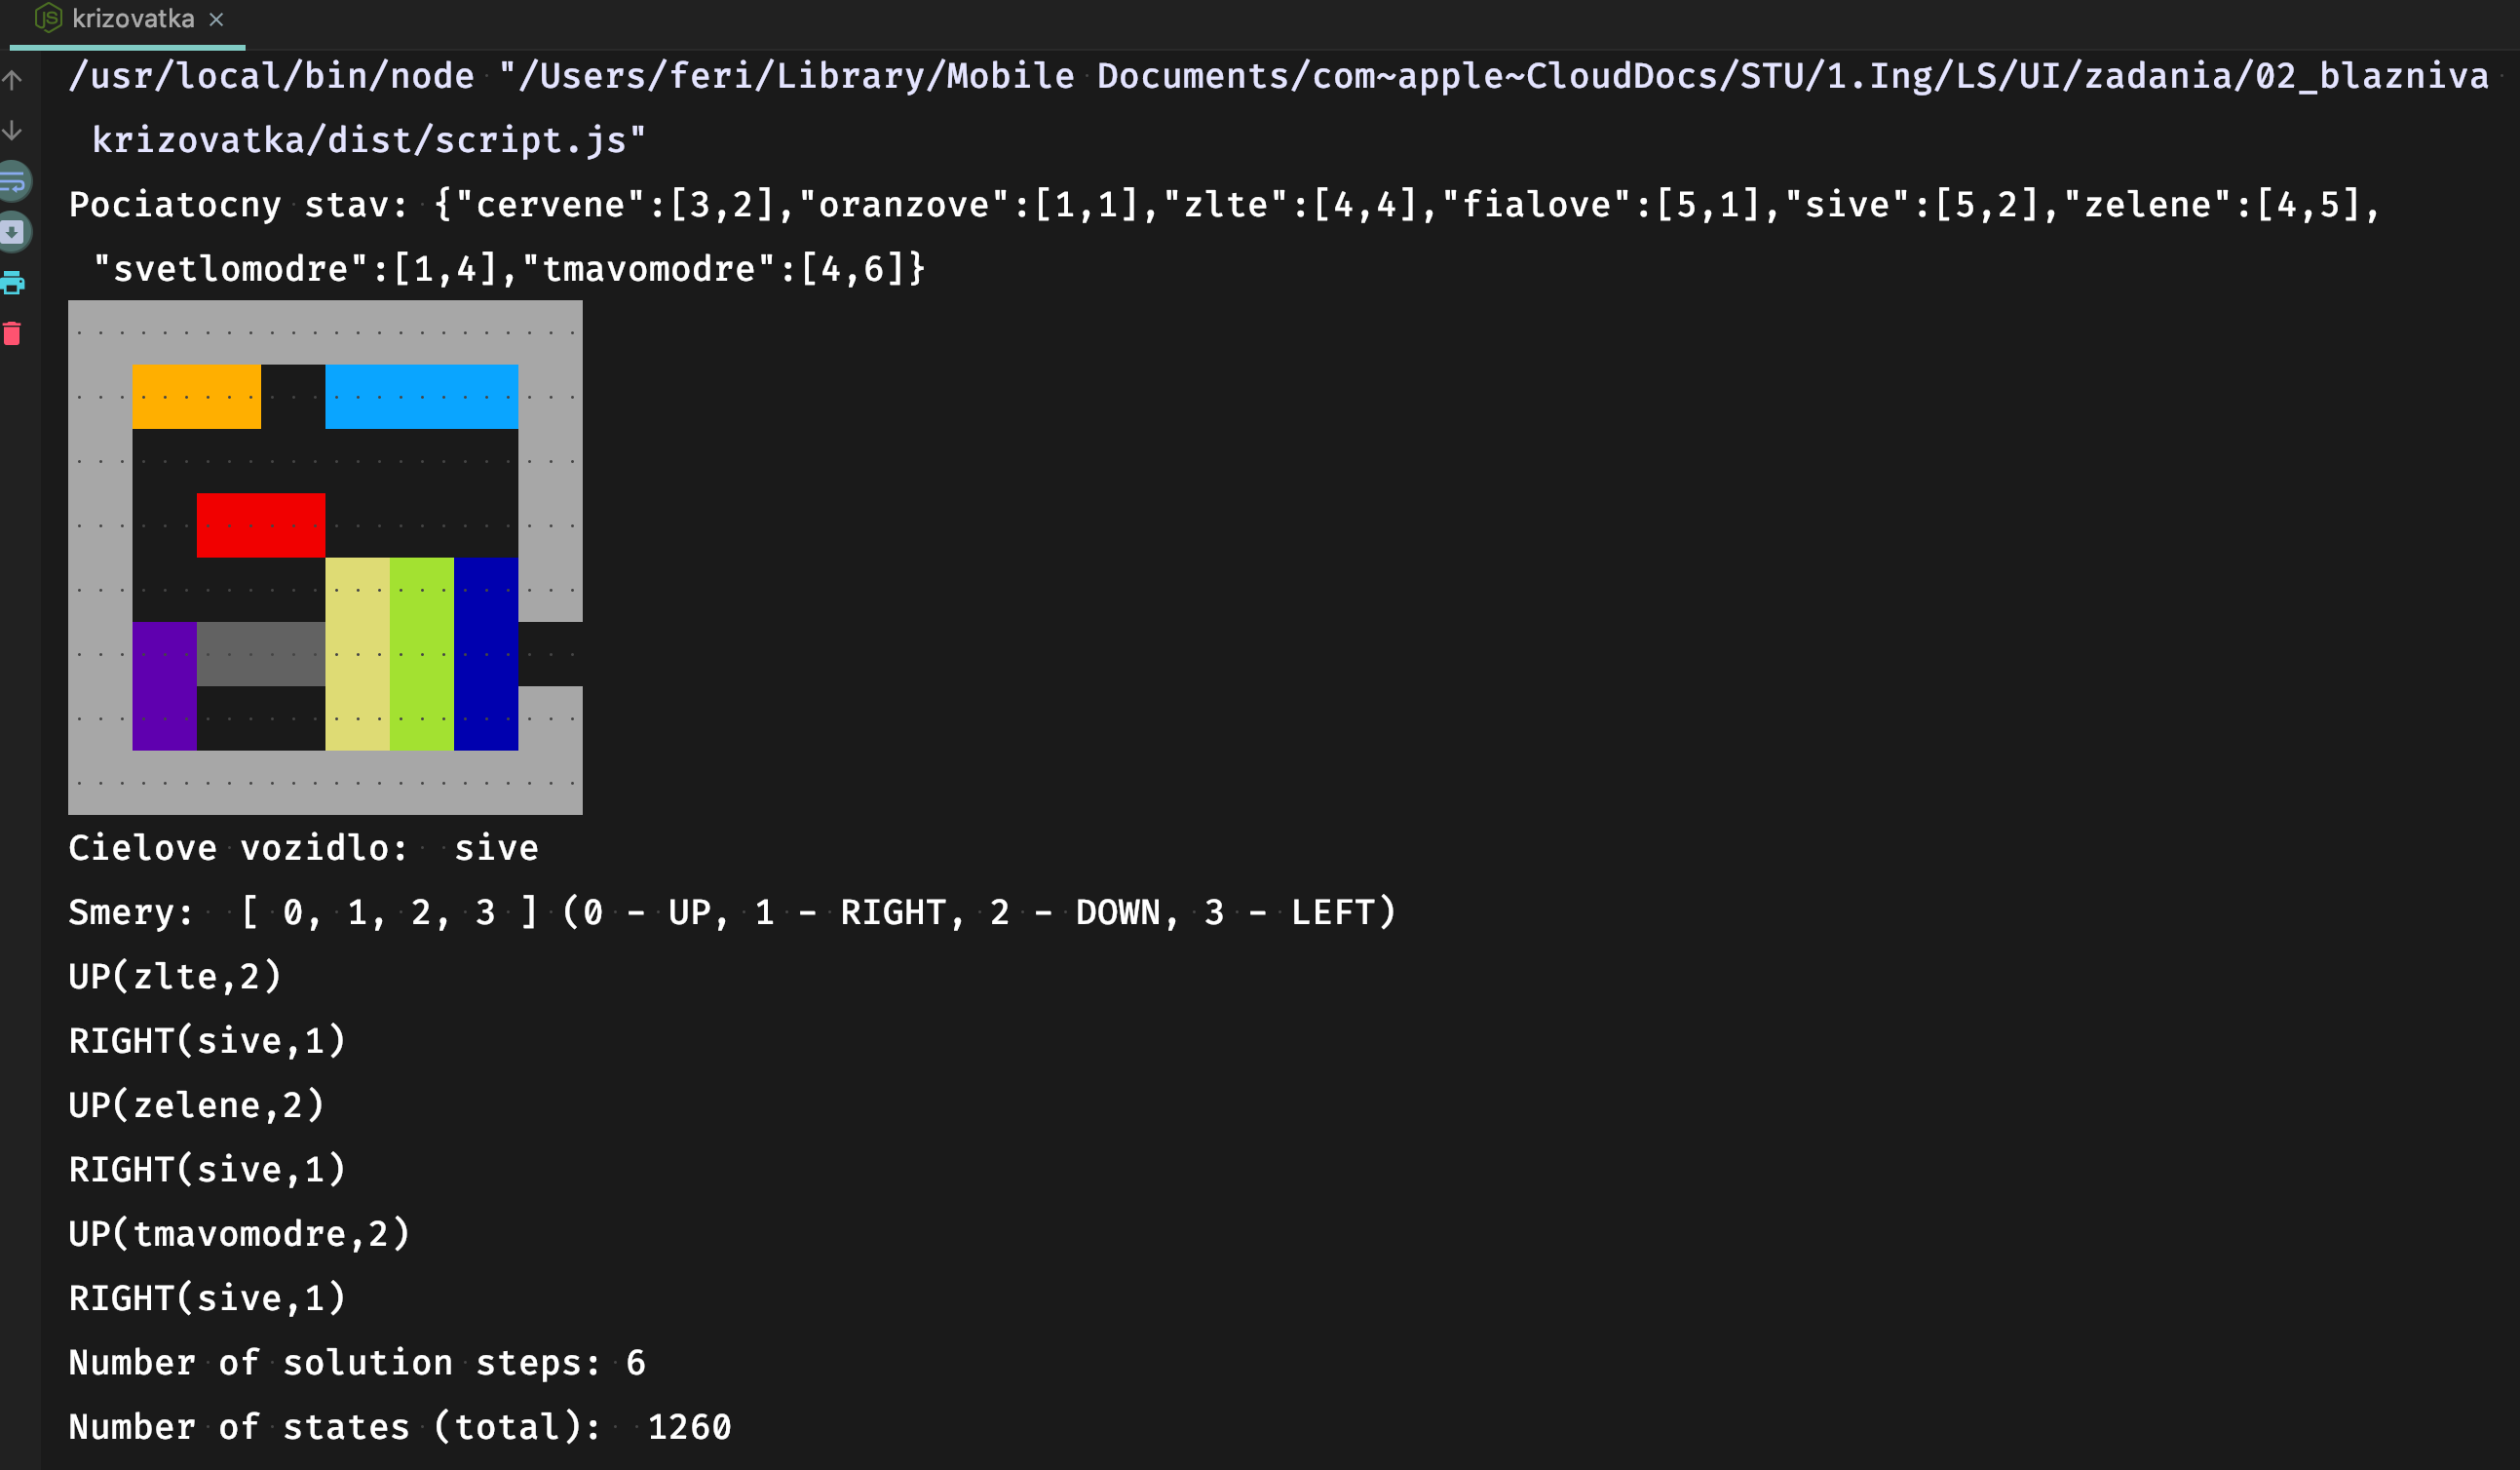 krizovatka
/usr/local/bin/node "/Users/feri/Library/Mobile Documents/com~apple~CloudDocs/STU/1.Ing/LS/UI/zadania/02_blazniva
krizovatka/dist/script.js"
Pociatocny stav: {"cervene":[3,2],"oranzove":[1,1],"zlte":[4,4],"fialove":[5,1],"sive":[5,2],"zelene":[4,5],
"svetlomodre":[1,4],"tmavomodre":[4,6]}
Cielove vozidlo:  sive
Smery:  [ 0, 1, 2, 3 ] (0 - UP, 1 - RIGHT, 2 - DOWN, 3 - LEFT)
UP(zlte,2)
RIGHT(sive,1)
UP(zelene,2)
RIGHT(sive,1)
UP(tmavomodre,2)
RIGHT(sive,1)
Number of solution steps: 6
Number of states (total):  1260